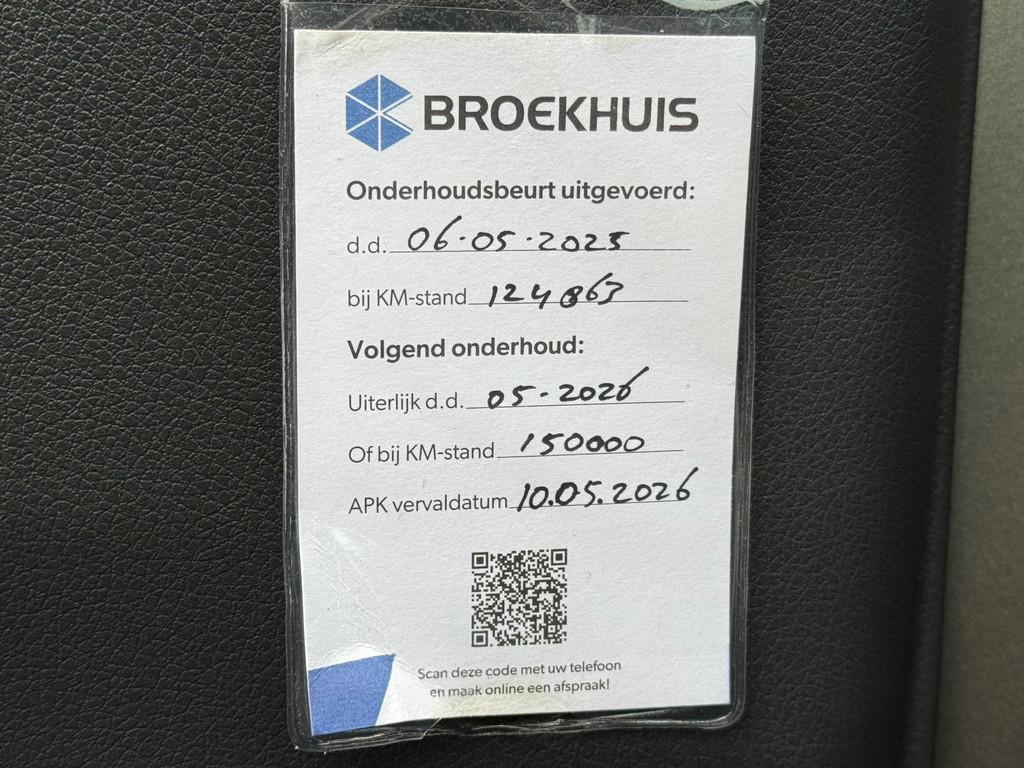 BROEKHUIS
Onderhoudsbeurt uitgevoerd:
d.d. 06-05-2025
bij KM-stand 124863
Volgend onderhoud:
Uiterlijk d.d. 05-2026
Of bij KM-stand 150000
APK vervaldatum 10.05.2026
Scan deze code met uw telefoon
en maak online een afspraak!